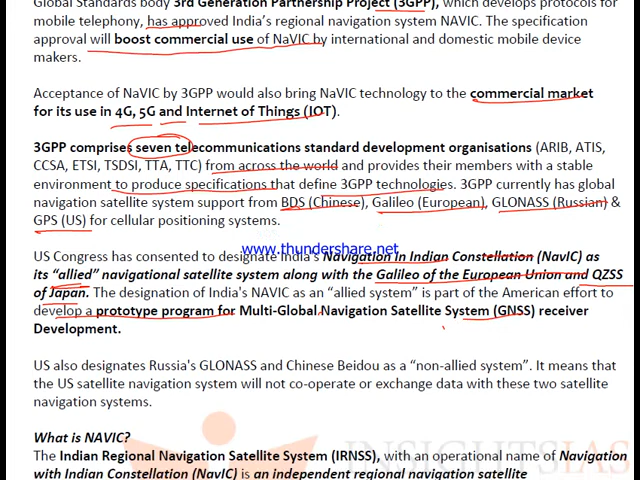 Global Standards body 3rd Generation Partnership Project (3GPP), which develops protocols for
mobile telephony, has approved India's regional navigation system NAVIC. The specification
approval will boost commercial use of NaVIC by international and domestic mobile device
makers.
Acceptance of NaVIC by 3GPP would also bring NaVIC technology to the commercial market
for its use in 4G, 5G and Internet of Things (IOT).
3GPP comprises seven telecommunications standard development organisations (ARIB, ATIS,
CCSA, ETSI, TSDSI, TTA, TTC) from across the world and provides their members with a stable
environment to produce specifications that define 3GPP technologies. 3GPP currently has global
navigation satellite system support from BDS (Chinese), Galileo (European), GLONASS (Russian) &
GPS (US) for cellular positioning systems.
www.thundershare.net
US Congress has consented to designate India's Navigation in Indian Constellation (NavIC) as
its "allied" navigational satellite system along with the Galileo of the European Union and QZSS
of Japan. The designation of India's NAVIC as an "allied system" is part of the American effort to
develop a prototype program for Multi-Global Navigation Satellite System (GNSS) receiver
Development.
US also designates Russia's GLONASS and Chinese Beidou as a "non-allied system". It means that
the US satellite navigation system will not co-operate or exchange data with these two satellite
navigation systems.
What is NAVIC?
The Indian Regional Navigation Satellite System (IRNSS), with an operational name of Navigation
with Indian Constellation (NavIC) is an independent regional navigation satellite
INSIGHTSIAS